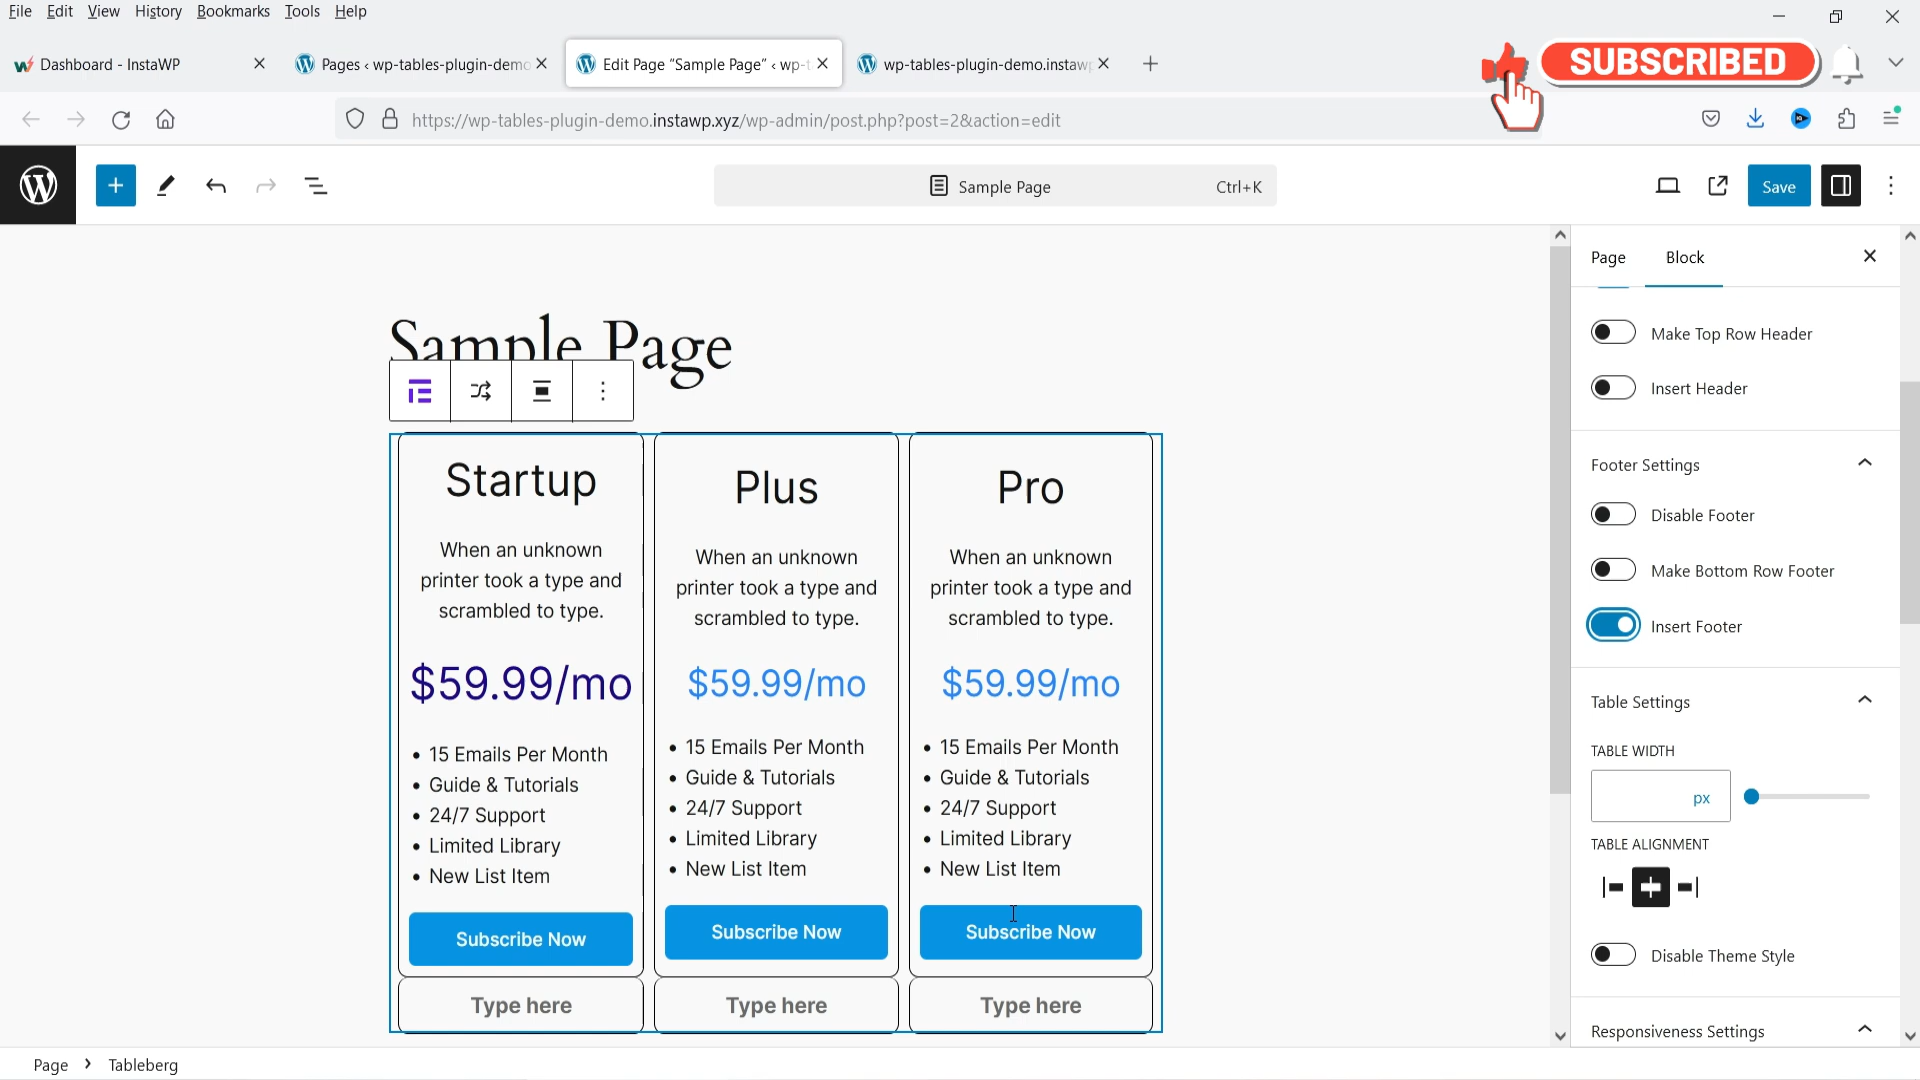 File Edit View History Bookmarks Tools Help
Dashboard - InstaWP
Pages ‹ wp-tables-plugin-demo
Edit Page “Sample Page” ‹ wp-t
wp-tables-plugin-demo.instaw
SUBSCRIBED
https://wp-tables-plugin-demo.instawp.xyz/wp-admin/post.php?post=2&action=edit
Sample Page
Ctrl+K
Save
Page
Block
Sample Page
Make Top Row Header
Insert Header
Footer Settings
Disable Footer
Make Bottom Row Footer
Insert Footer
Table Settings
TABLE WIDTH
px
TABLE ALIGNMENT
Disable Theme Style
Responsiveness Settings
Startup
When an unknown
printer took a type and
scrambled to type.
$59.99/mo
• 15 Emails Per Month
• Guide & Tutorials
• 24/7 Support
• Limited Library
• New List Item
Subscribe Now
Type here
Plus
When an unknown
printer took a type and
scrambled to type.
$59.99/mo
• 15 Emails Per Month
• Guide & Tutorials
• 24/7 Support
• Limited Library
• New List Item
Subscribe Now
Type here
Pro
When an unknown
printer took a type and
scrambled to type.
$59.99/mo
• 15 Emails Per Month
• Guide & Tutorials
• 24/7 Support
• Limited Library
• New List Item
Subscribe Now
Type here
Page › Tableberg